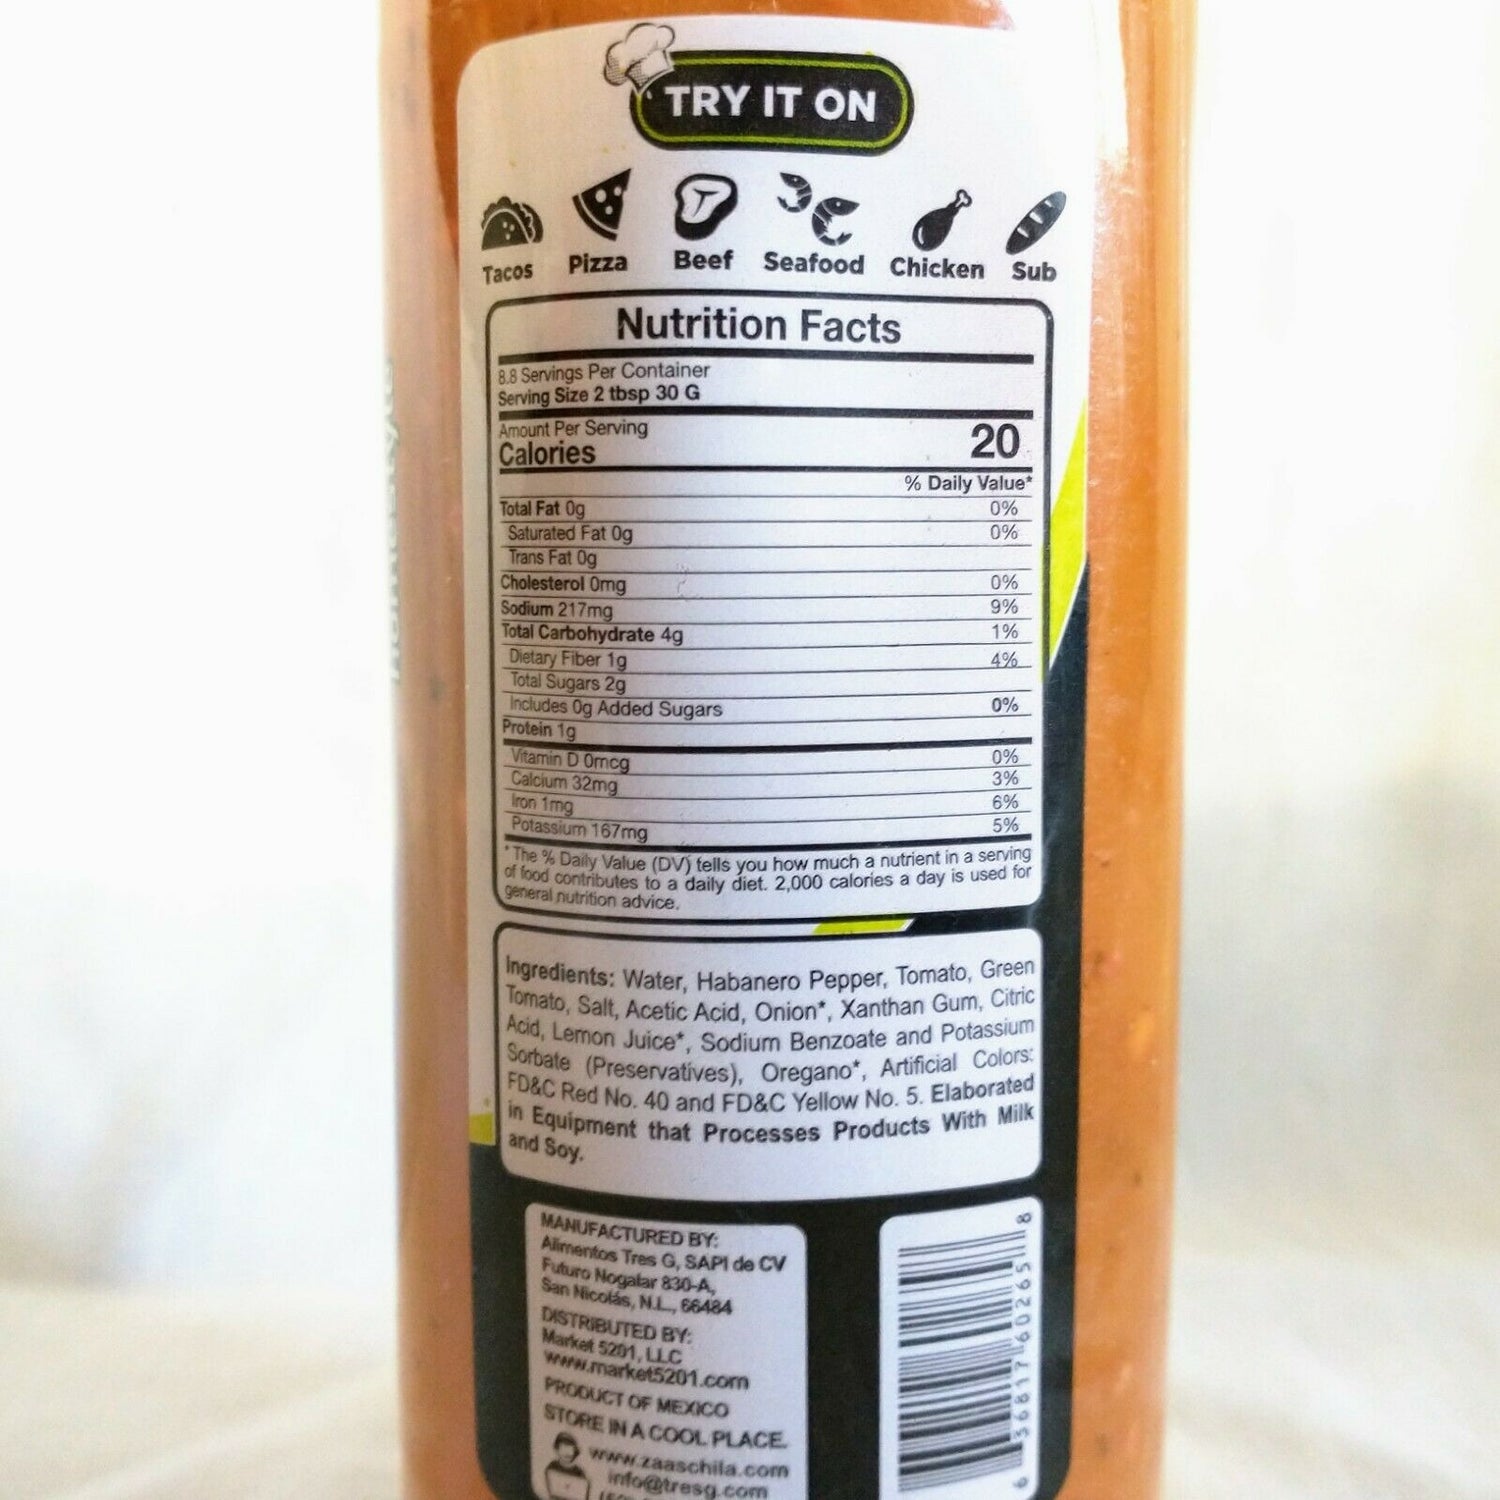 TRY IT ON
Tacos Pizza Beef Seafood Chicken Sub
Nutrition Facts
8.8 Servings Per Container
Serving Size 2 tbsp 30 G
Amount Per Serving
Calories 20
% Daily Value*
Total Fat 0g 0%
Saturated Fat 0g 0%
Trans Fat 0g
Cholesterol 0mg 0%
Sodium 217mg 9%
Total Carbohydrate 4g 1%
Dietary Fiber 1g 4%
Total Sugars 2g
Includes 0g Added Sugars 0%
Protein 1g
Vitamin D 0mcg 0%
Calcium 32mg 3%
Iron 1mg 6%
Potassium 167mg 5%
*The % Daily Value (DV) tells you how much a nutrient in a serving
of food contributes to a daily diet. 2,000 calories a day is used for
general nutrition advice.
Ingredients: Water, Habanero Pepper, Tomato, Green
Tomato, Salt, Acetic Acid, Onion*, Xanthan Gum, Citric
Acid, Lemon Juice*, Sodium Benzoate and Potassium
Sorbate (Preservatives), Oregano*, Artificial Colors:
FD&C Red No. 40 and FD&C Yellow No. 5. Elaborated
in Equipment that Processes Products With Milk
and Soy.
MANUFACTURED BY:
Alimentos Tres G, SAPI de CV
Futuro Nogalar 830-A,
San Nicolás, N.L., 66484
DISTRIBUTED BY:
Market 5201, LLC
www.market5201.com
PRODUCT OF MEXICO
STORE IN A COOL PLACE.
www.zaaschila.com
info@tresg.com
6 36817 60265 8